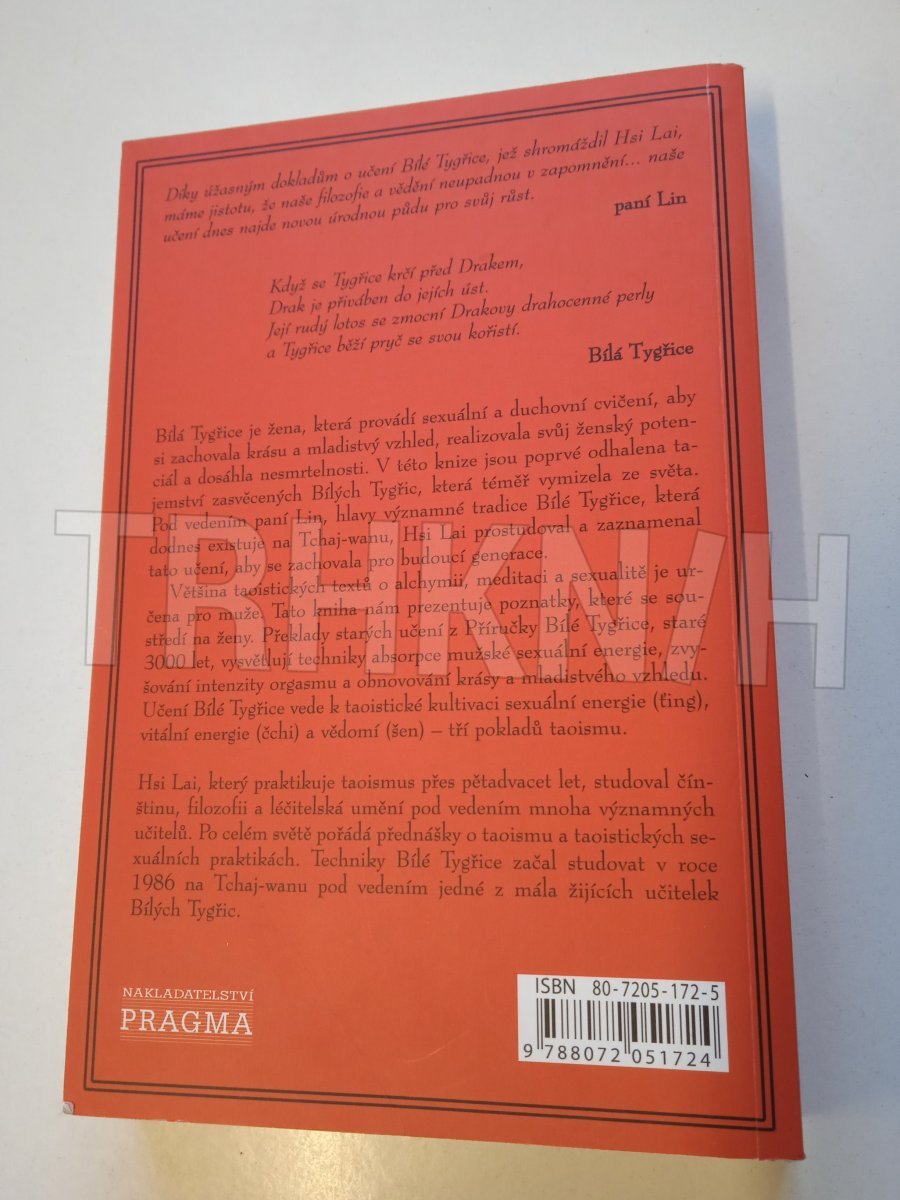 Díky úžasným dokladům o učení Bílé Tygřice, jež shromáždil Hsi Lai,
máme jistotu, že naše filozofie a vědění neupadnou v zapomnění... naše
učení dnes najde novou úrodnou půdu pro svůj růst.
paní Lin
Když se Tygřice krčí před Drakem,
Drak je přiváben do jejích úst.
Její rudý lotos se zmocní Drakovy drahocenné perly
a Tygřice běží pryč se svou kořistí.
Bílá Tygřice
Bílá Tygřice je žena, která provádí sexuální a duchovní cvičení, aby
si zachovala krásu a mladistvý vzhled, realizovala svůj ženský poten-
ciál a dosáhla nesmrtelnosti. V této knize jsou poprvé odhalena ta-
jemství zasvěcených Bílých Tygřic, která téměř vymizela ze světa.
Pod vedením paní Lin, hlavy významné tradice Bílé Tygřice, která
dodnes existuje na Tchaj-wanu, Hsi Lai prostudoval a zaznamenal
tato učení, aby se zachovala pro budoucí generace.
Většina taoistických textů o alchymii, meditaci a sexualitě je ur-
čena pro muže. Tato kniha nám prezentuje poznatky, které se sou-
středí na ženy. Překlady starých učení z Příručky Bílé Tygřice, staré
3000 let, vysvětlují techniky absorpce mužské sexuální energie, zvy-
šování intenzity orgasmu a obnovování krásy a mladistvého vzhledu.
Učení Bílé Tygřice vede k taoistické kultivaci sexuální energie (ťing),
vitální energie (čchi) a vědomí (šen) – tří pokladů taoismu.
Hsi Lai, který praktikuje taoismus přes pětadvacet let, studoval čín-
štinu, filozofii a léčitelská umění pod vedením mnoha významných
učitelů. Po celém světě pořádá přednášky o taoismu a taoistických se-
xuálních praktikách. Techniky Bílé Tygřice začal studovat v roce
1986 na Tchaj-wanu pod vedením jedné z mála žijících učitelek
Bílých Tygřic.
NAKLADATELSTVÍ
PRAGMA
ISBN 80-7205-172-5
9 788072 051724
TRHKNIH